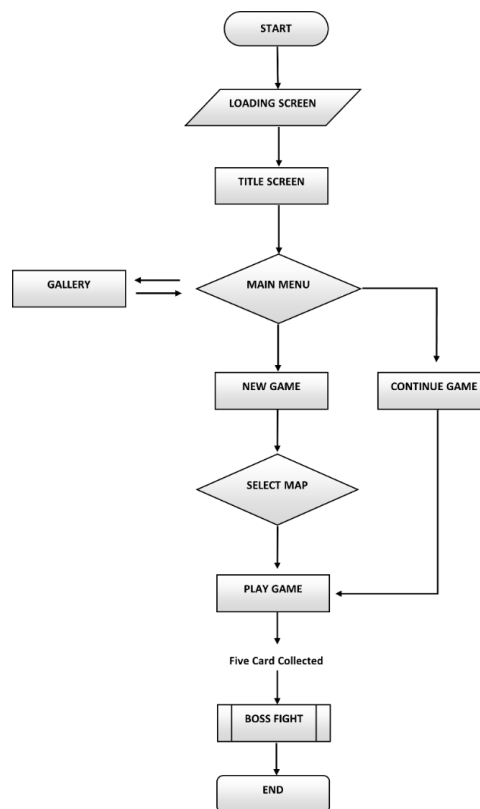 START
LOADING SCREEN
TITLE SCREEN
MAIN MENU
GALLERY
NEW GAME
CONTINUE GAME
SELECT MAP
PLAY GAME
Five Card Collected
BOSS FIGHT
END